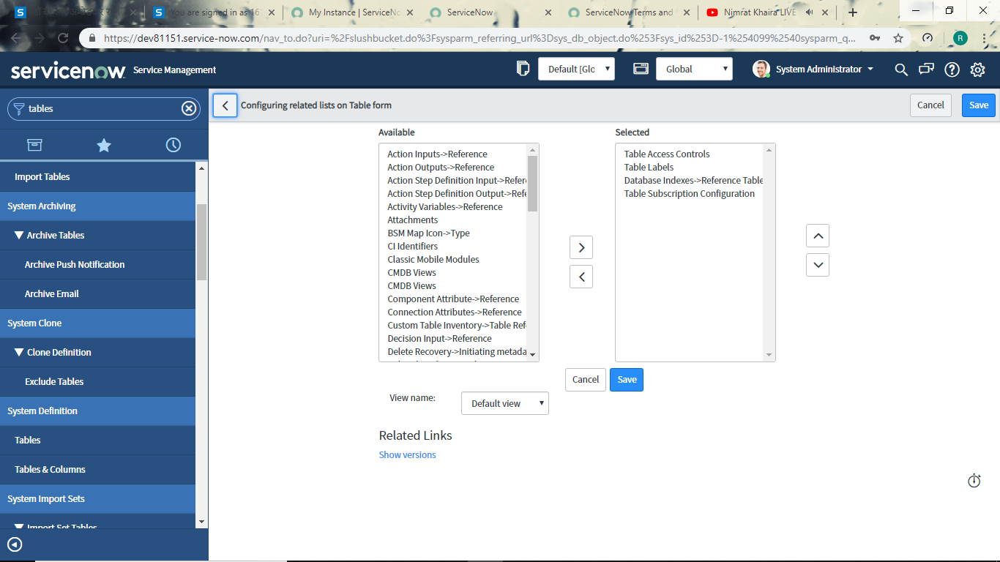 You are signed in as 16
My Instance | ServiceNo
ServiceNow
ServiceNow Terms and
Nimrat Khaira LIVE
https://dev81151.service-now.com/nav_to.do?uri=%2Fslushbucket.do%3Fsysparm_referring_url%3Dsys_db_object.do%253Fsys_id%253D-1%254099%2540sysparm_q...
R
servicenow Service Management
Default [Glo
Global
System Administrator
tables
Configuring related lists on Table form
Cancel
Save
Import Tables
System Archiving
Archive Tables
Archive Push Notification
Archive Email
System Clone
Clone Definition
Exclude Tables
System Definition
Tables
Tables & Columns
System Import Sets
Import Set Tables
Available
Action Inputs->Reference
Action Outputs->Reference
Action Step Definition Input->Refer
Action Step Definition Output->Refe
Activity Variables->Reference
Attachments
BSM Map Icon->Type
CI Identifiers
Classic Mobile Modules
CMDB Views
CMDB Views
Component Attribute->Reference
Connection Attributes->Reference
Custom Table Inventory->Table Ref
Decision Input->Reference
Delete Recovery->Initiating metada
Selected
Table Access Controls
Table Labels
Database Indexes->Reference Table
Table Subscription Configuration
Cancel
Save
View name:
Default view
Related Links
Show versions